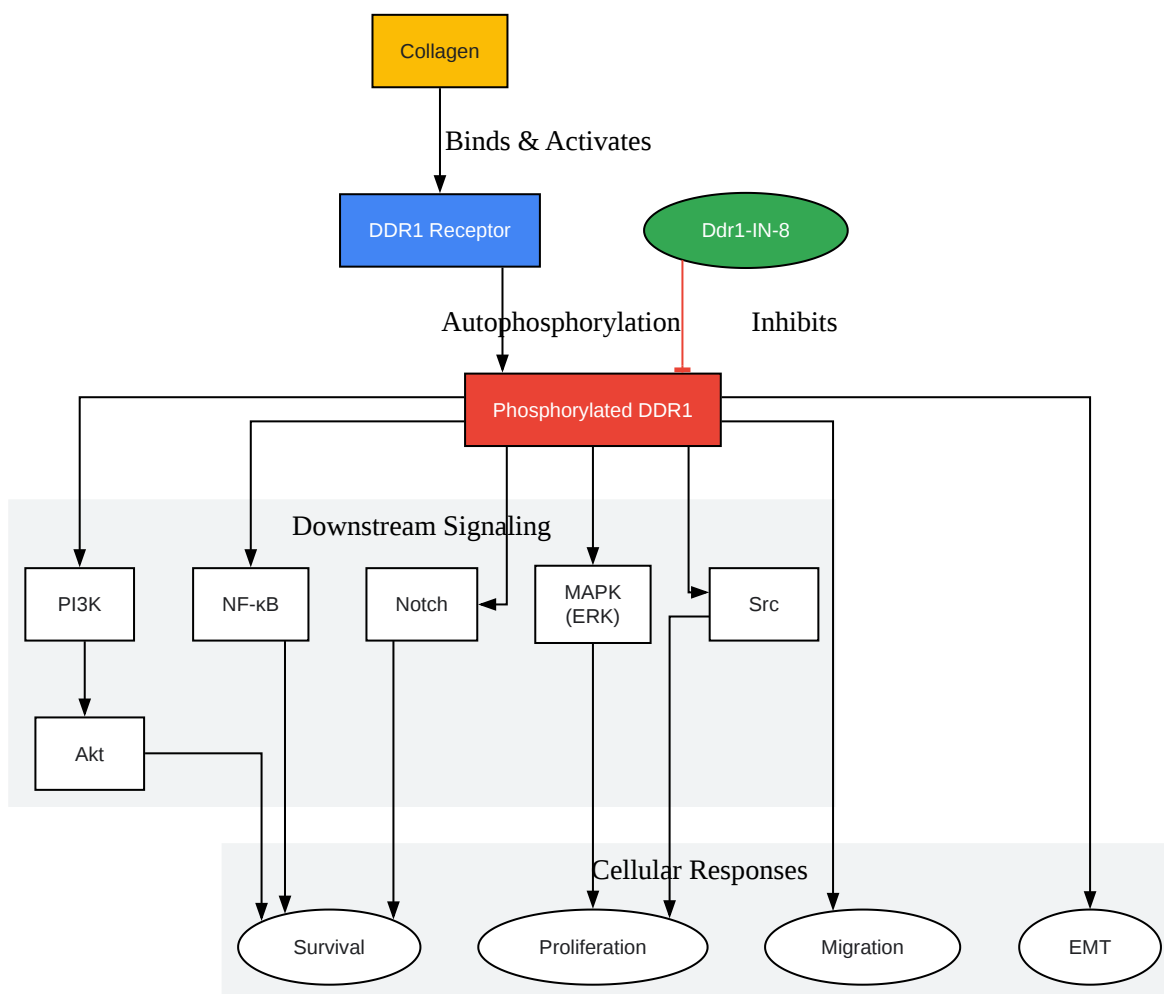 Collagen
Binds & Activates
DDR1 Receptor
Ddr1-IN-8
Autophosphorylation
Inhibits
Phosphorylated DDR1
Downstream Signaling
PI3K
NF-κB
Notch
MAPK
(ERK)
Src
Akt
Cellular Responses
Survival
Proliferation
Migration
EMT